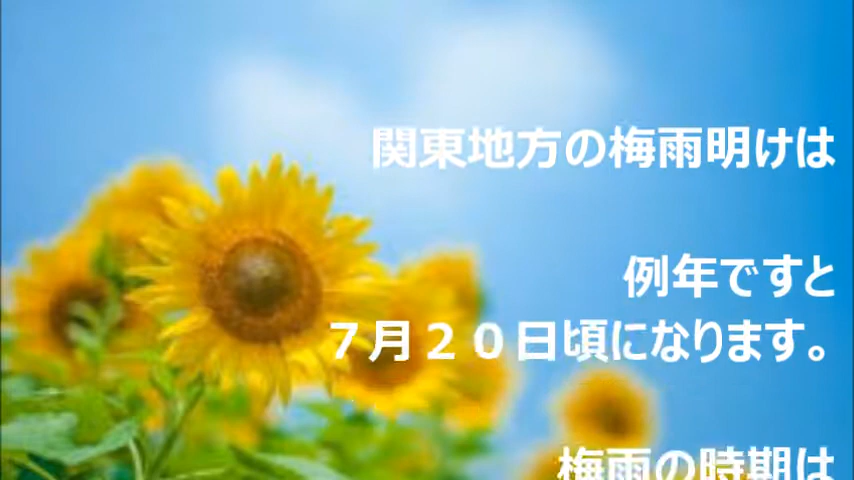 関東地方の梅雨明けは
例年ですと
７月２０日頃になります。
梅雨の時期は